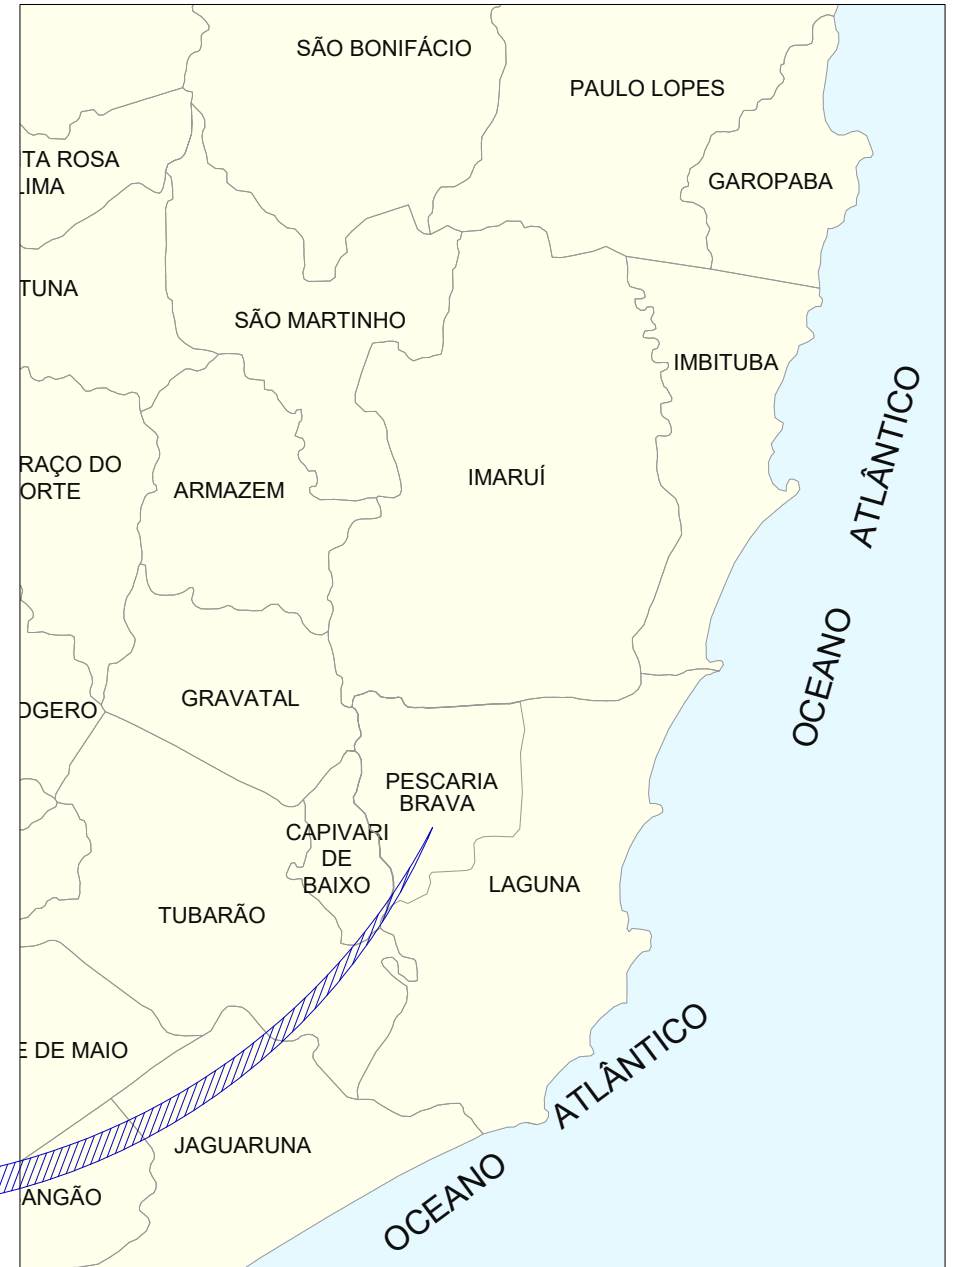 SÃO BONIFÁCIO
PAULO LOPES
TA ROSA
LIMA
GAROPABA
TUNA
SÃO MARTINHO
IMBITUBA
RAÇO DO
ORTE
ARMAZEM
IMARUÍ
OCEANO ATLÂNTICO
GRAVATAL
OGERO
PESCARIA
BRAVA
CAPIVARI
DE
BAIXO
LAGUNA
TUBARÃO
E DE MAIO
JAGUARUNA
ANGÃO
OCEANO ATLÂNTICO